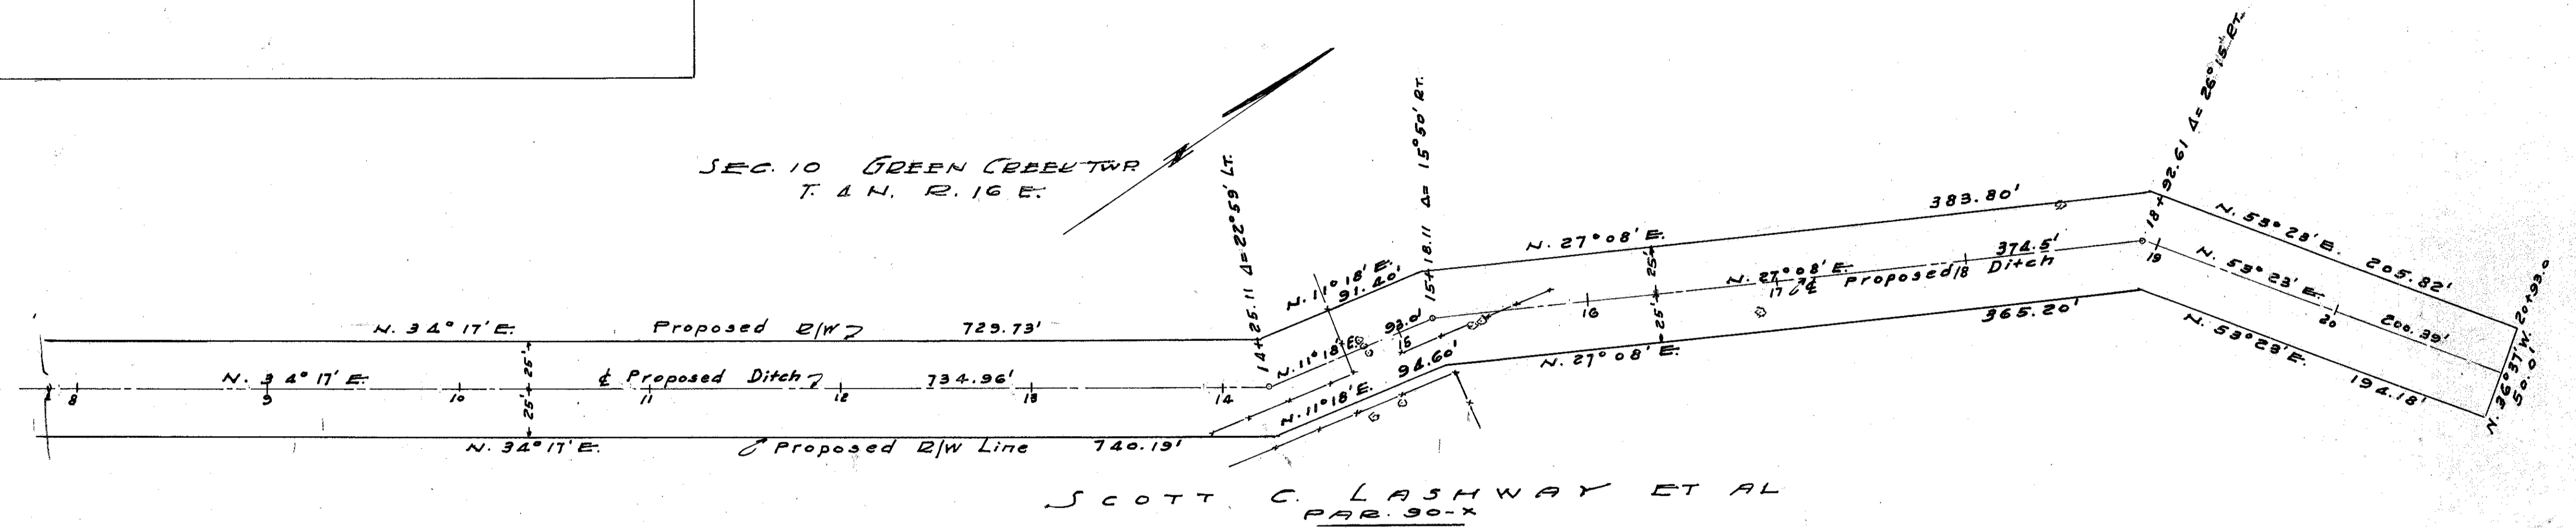 SEC. 10 GREEN CREEK TWP.
T. 4 N. R. 16 E.
N
14+25.11 Δ=22°59' LT.
15+18.11 Δ= 15°50' RT.
18+92.61 Δ= 26°15' RT.
N. 34° 17' E. Proposed R/W 729.73'
N. 11° 18' E.
91.40'
N. 27° 08' E.
383.80'
N. 53° 23' E. 205.82'
N. 34° 17' E. ℄ Proposed Ditch 734.96'
25' 25'
8 9 10 11 12 13 14
N. 11° 18' E. 93.0'
15 16 17 18 19 20
25' 25'
N. 27° 08' E. 374.5'
℄ Proposed Ditch
N. 53° 23' E. 200.39'
20+93.0
N. 36° 37' W.
50.0'
N. 34° 17' E. Proposed R/W Line 740.19'
N. 11° 18' E. 94.60'
N. 27° 08' E. 365.20'
N. 53° 23' E. 194.18'
SCOTT C. LASHWAY ET AL
PAR. 90-X